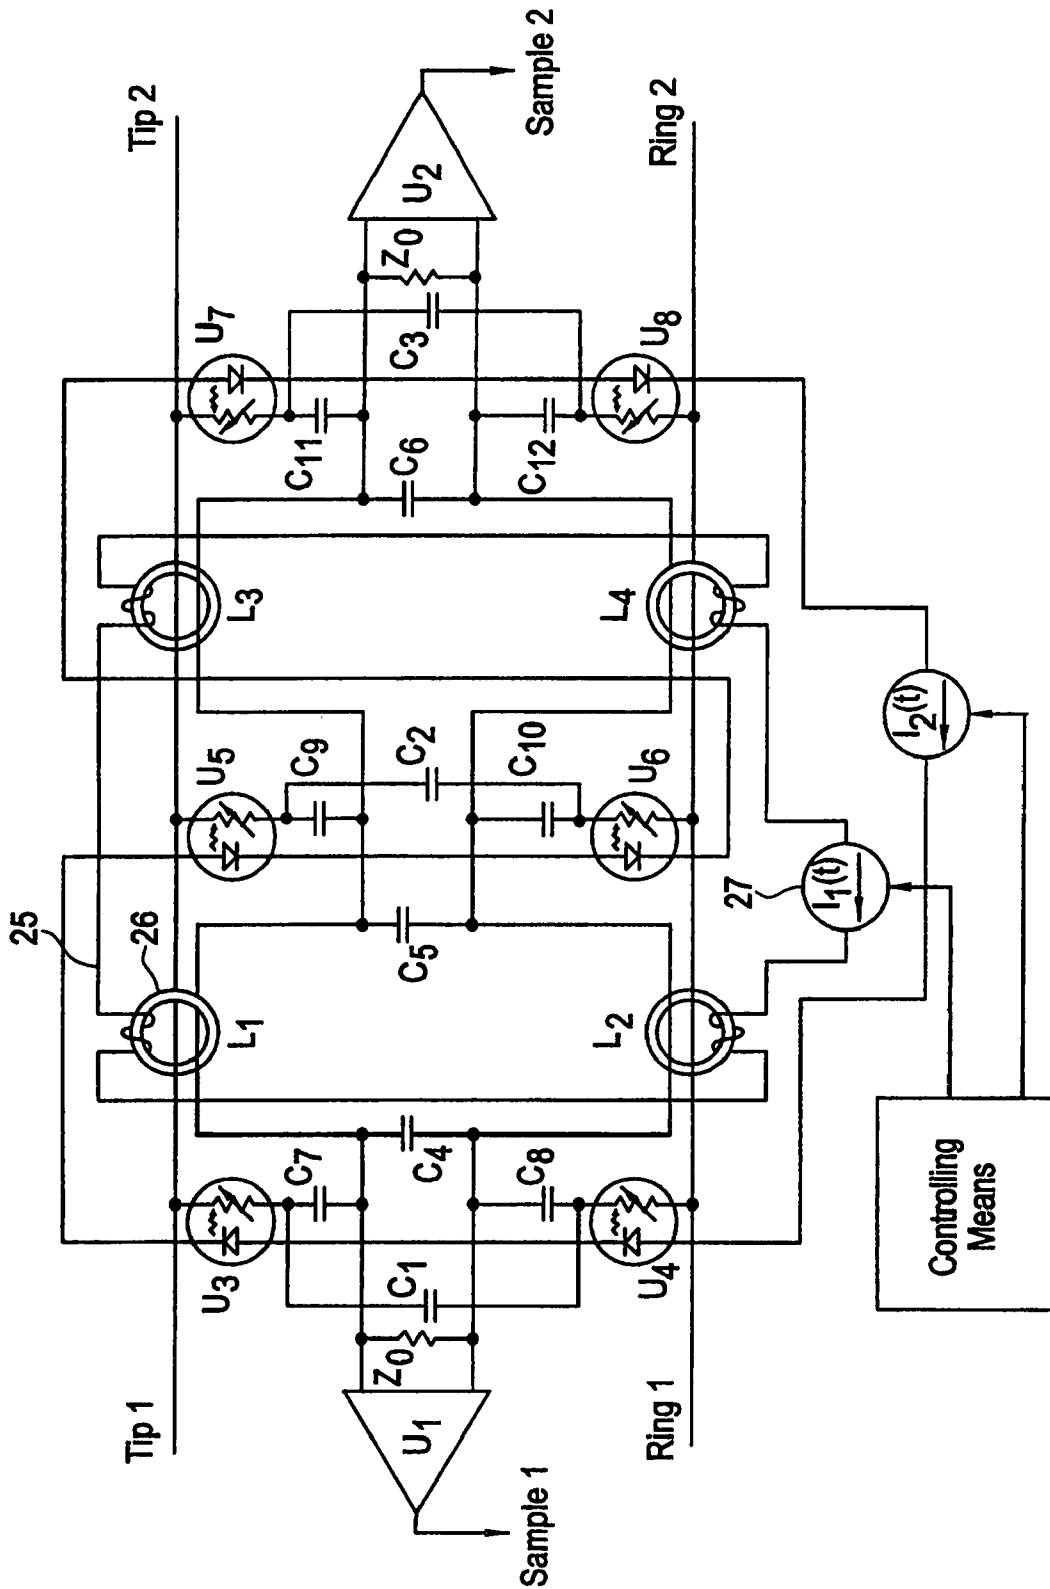 25
26
Tip 1
Tip 2
U3
U5
U7
L1
L3
C7
C9
C11
Z0
C1
C4
C5
C2
C6
C3
Z0
U1
U2
Sample 1
Sample 2
C8
C10
C12
U4
U6
U8
L2
L4
Ring 1
Ring 2
27
I1(t)
I2(t)
Controlling
Means